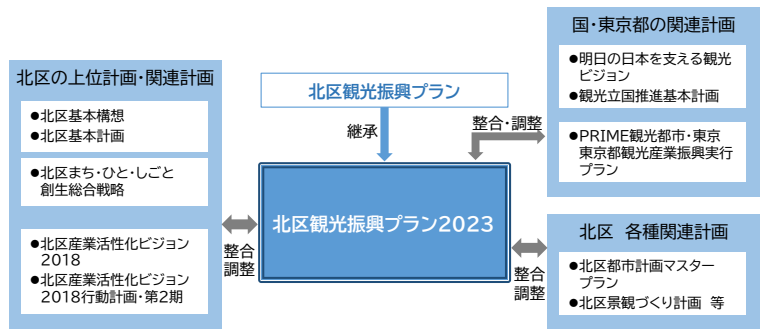 北区の上位計画・関連計画
●北区基本構想
●北区基本計画
●北区まち・ひと・しごと
創生総合戦略
●北区産業活性化ビジョン
2018
●北区産業活性化ビジョン
2018行動計画・第2期
整合
調整
北区観光振興プラン
継承
北区観光振興プラン2023
整合・調整
国・東京都の関連計画
●明日の日本を支える観光
ビジョン
●観光立国推進基本計画
●PRIME観光都市・東京
東京都観光産業振興実行
プラン
整合
調整
北区 各種関連計画
●北区都市計画マスター
プラン
●北区景観づくり計画 等